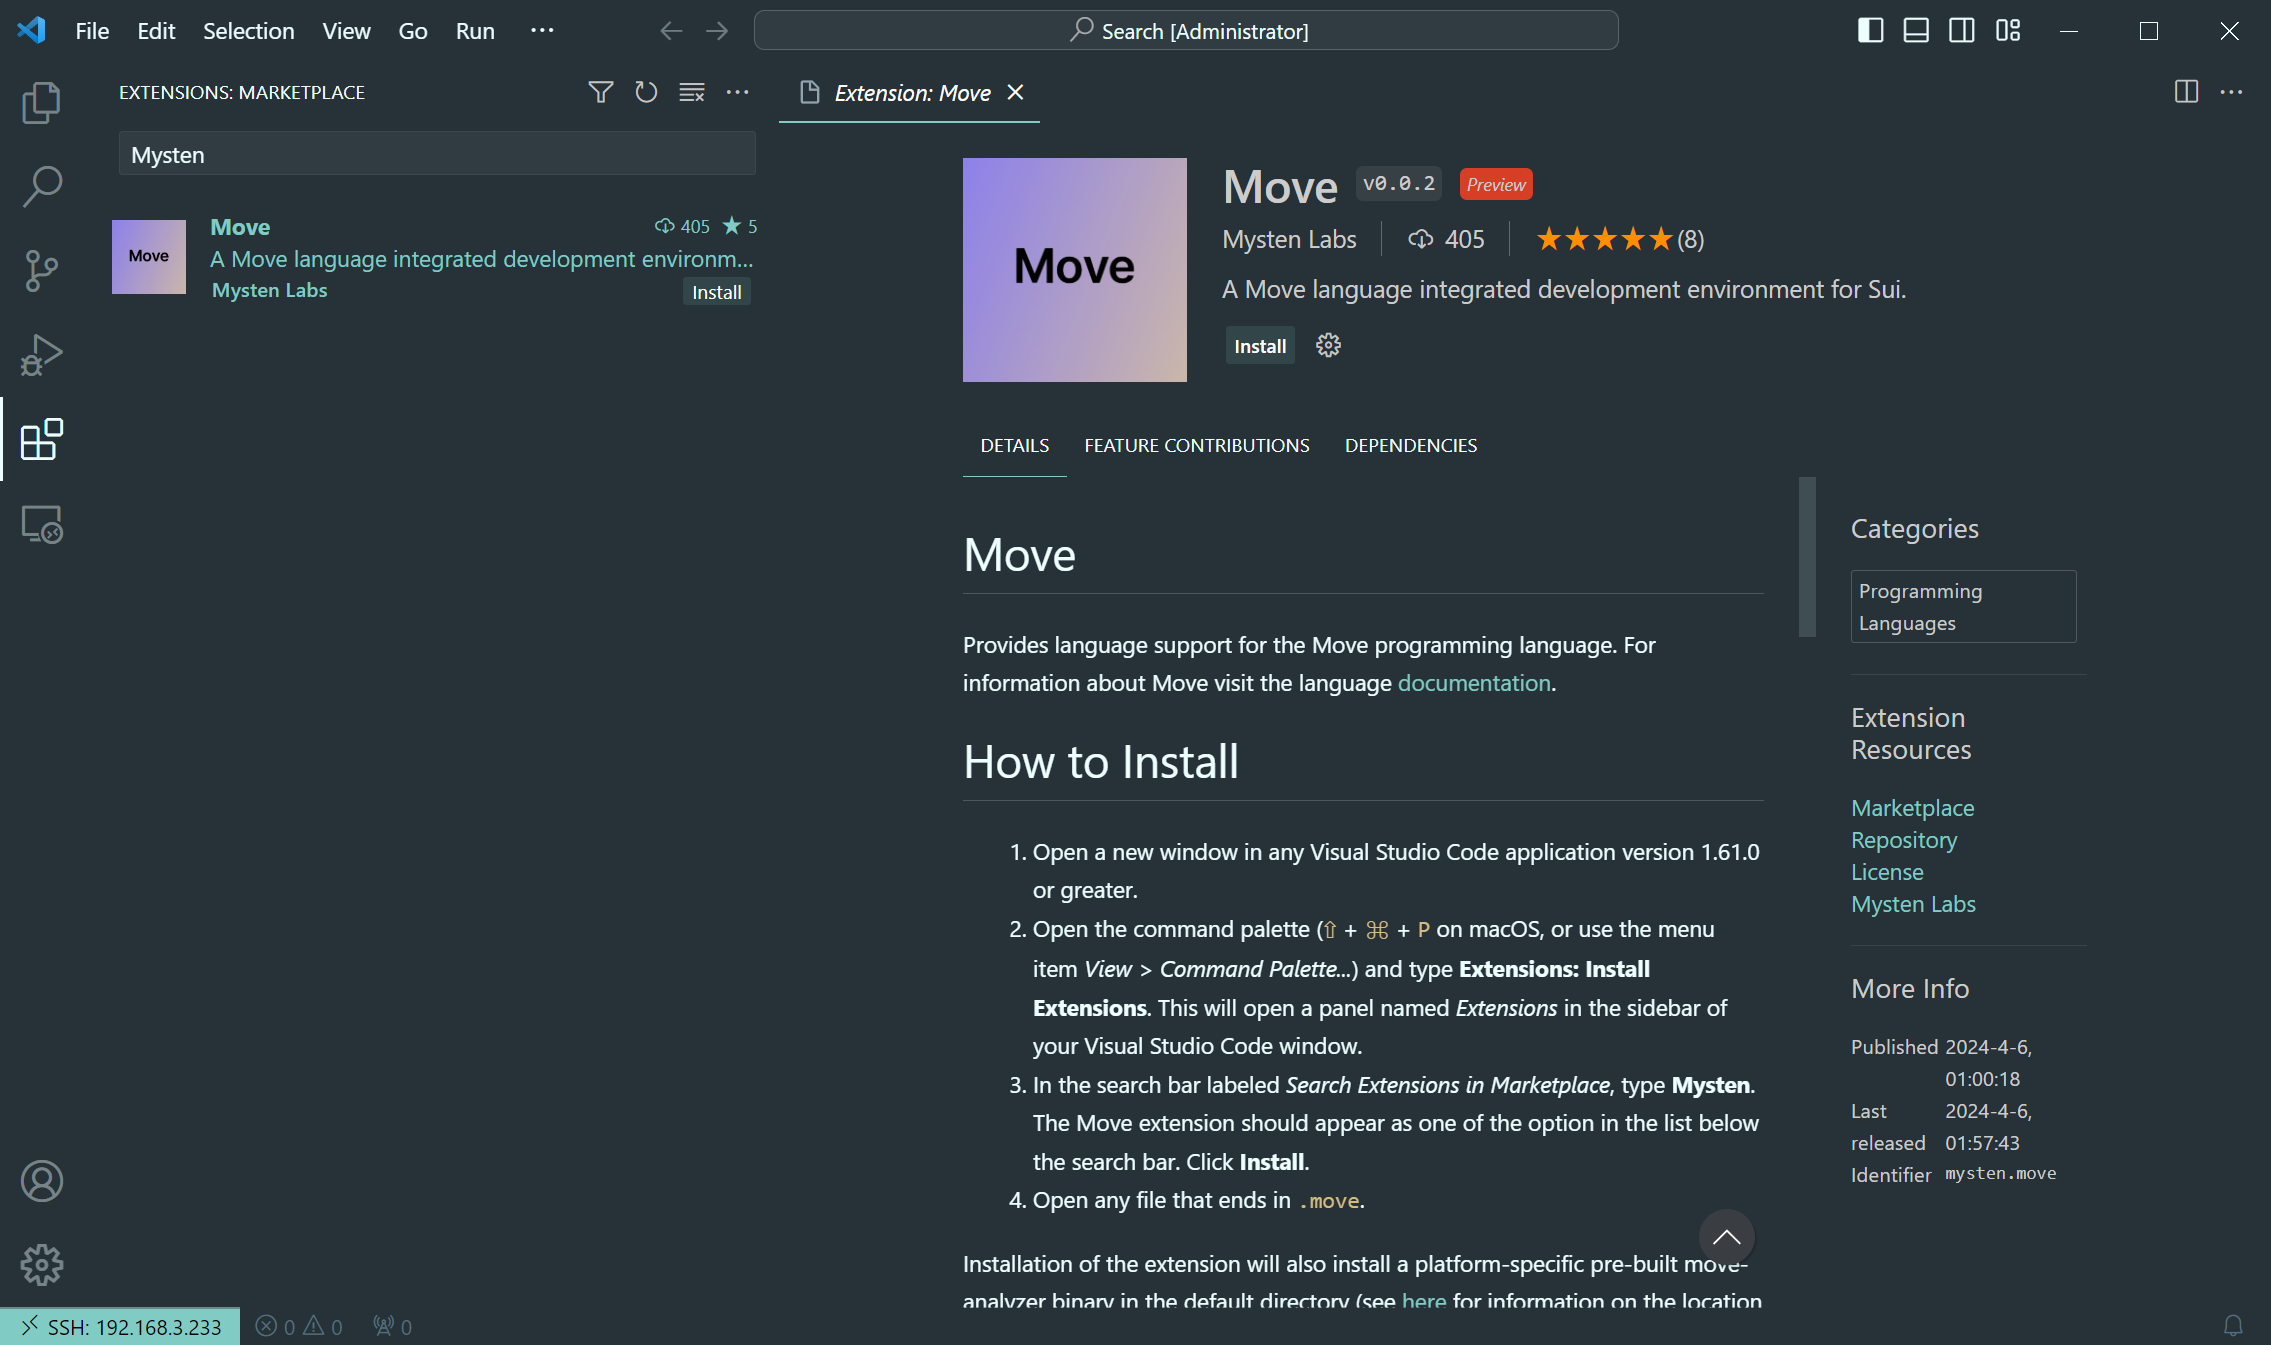 File Edit Selection View Go Run ···
Search [Administrator]
EXTENSIONS: MARKETPLACE
Mysten
Move
Move 405 ★ 5
A Move language integrated development environm...
Mysten Labs
Install
Extension: Move
Move
Move v0.0.2 Preview
Mysten Labs 405 ★★★★★(8)
A Move language integrated development environment for Sui.
Install
DETAILS FEATURE CONTRIBUTIONS DEPENDENCIES
Move
Provides language support for the Move programming language. For
information about Move visit the language documentation.
How to Install
1. Open a new window in any Visual Studio Code application version 1.61.0
or greater.
2. Open the command palette (⇧ + ⌘ + P on macOS, or use the menu
item View > Command Palette...) and type Extensions: Install
Extensions. This will open a panel named Extensions in the sidebar of
your Visual Studio Code window.
3. In the search bar labeled Search Extensions in Marketplace, type Mysten.
The Move extension should appear as one of the option in the list below
the search bar. Click Install.
4. Open any file that ends in .move.
Installation of the extension will also install a platform-specific pre-built move-
analyzer binary in the default directory (see here for information on the location
Categories
Programming
Languages
Extension
Resources
Marketplace
Repository
License
Mysten Labs
More Info
Published 2024-4-6,
01:00:18
Last 2024-4-6,
released 01:57:43
Identifier mysten.move
SSH: 192.168.3.233 0 0 0